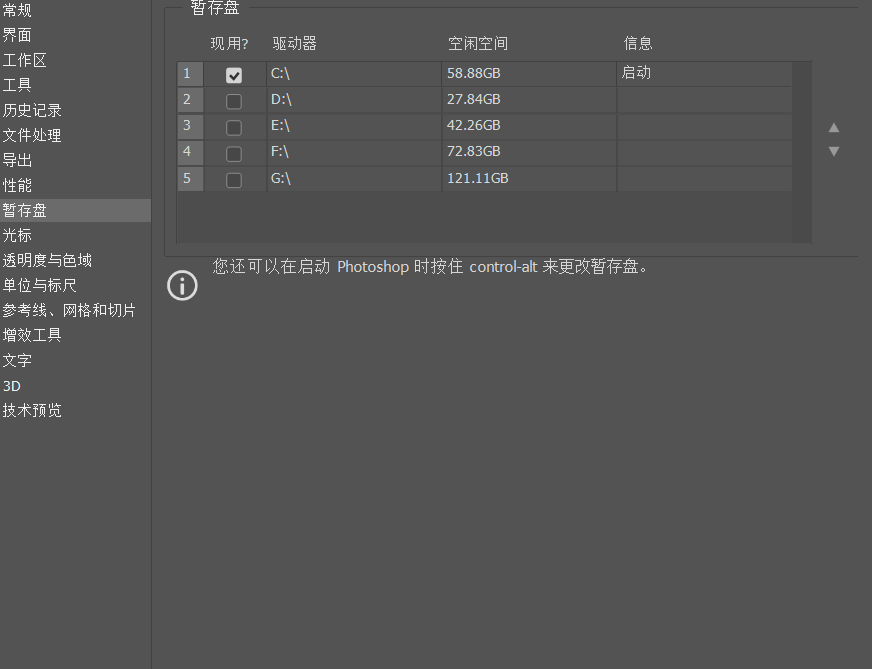 常规
界面
工作区
工具
历史记录
文件处理
导出
性能
暂存盘
光标
透明度与色域
单位与标尺
参考线、网格和切片
增效工具
文字
3D
技术预览
暂存盘
现用? 驱动器 空闲空间 信息
1 C:\ 58.88GB 启动
2 D:\ 27.84GB
3 E:\ 42.26GB
4 F:\ 72.83GB
5 G:\ 121.11GB
您还可以在启动 Photoshop 时按住 control-alt 来更改暂存盘。